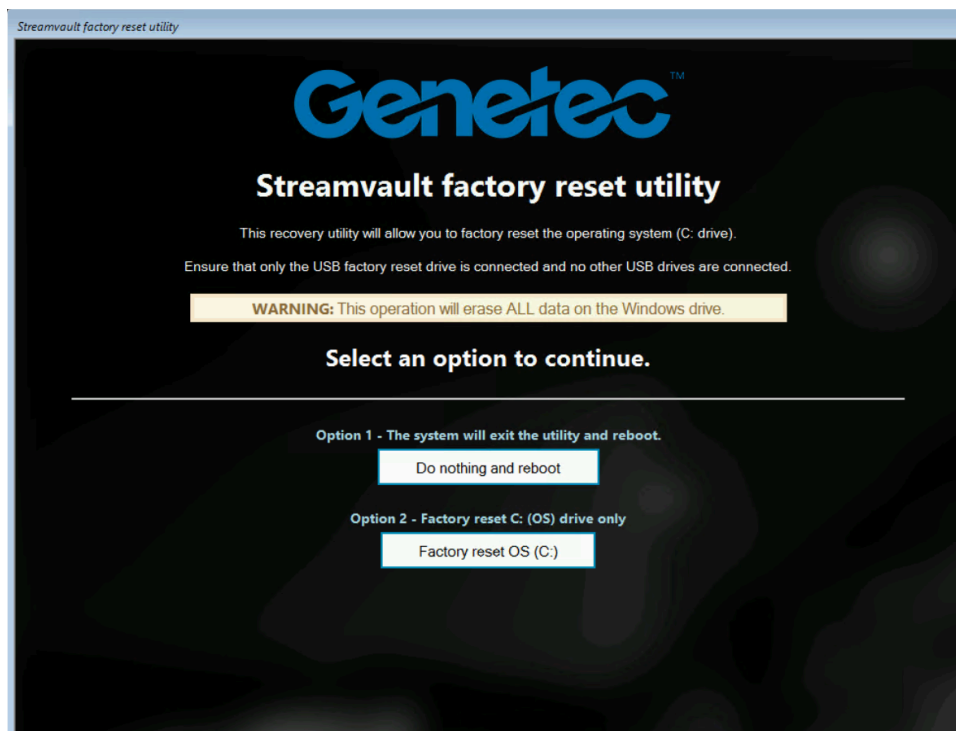 Streamvault factory reset utility
Genetec™
Streamvault factory reset utility
This recovery utility will allow you to factory reset the operating system (C: drive).
Ensure that only the USB factory reset drive is connected and no other USB drives are connected.
WARNING: This operation will erase ALL data on the Windows drive.
Select an option to continue.
Option 1 - The system will exit the utility and reboot.
Do nothing and reboot
Option 2 - Factory reset C: (OS) drive only
Factory reset OS (C:)